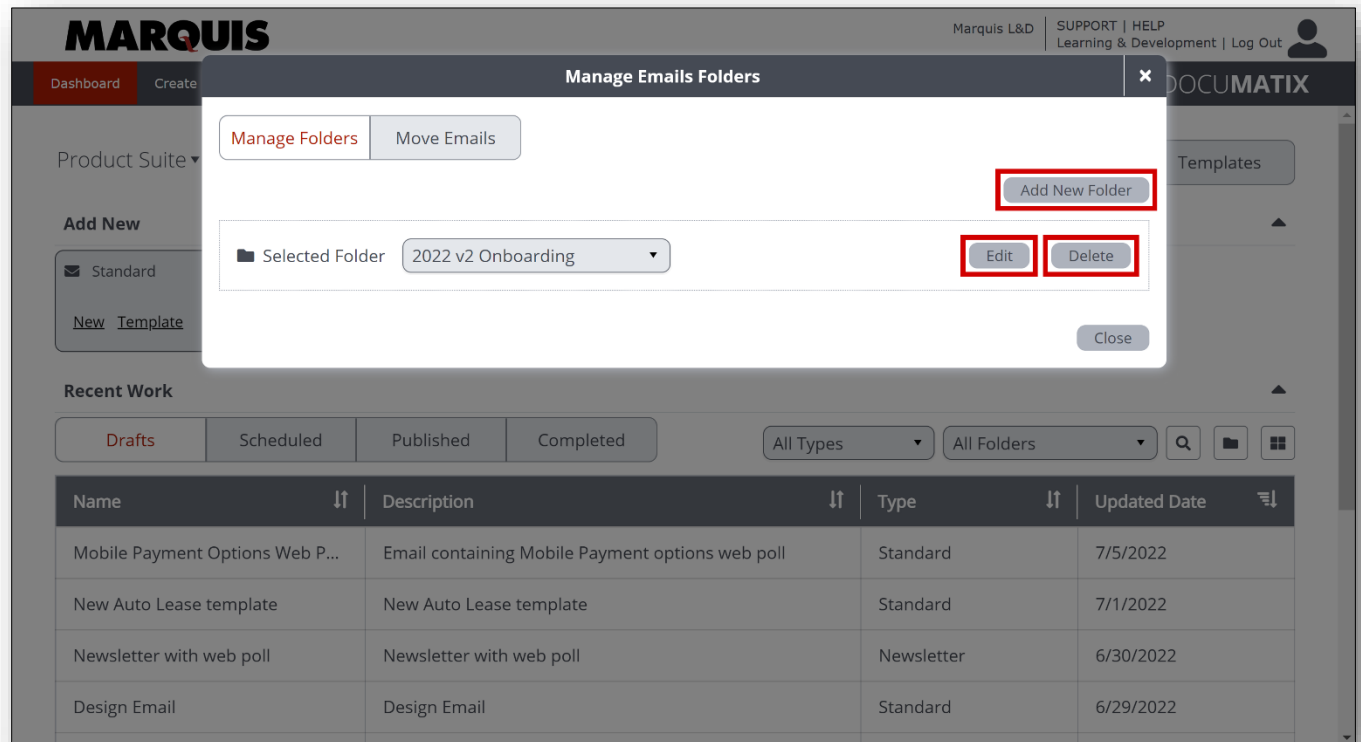 MARQUIS
Marquis L&D
SUPPORT | HELP
Learning & Development | Log Out
Dashboard Create
DOCUMATIX
Manage Emails Folders
Manage Folders Move Emails
Product Suite
Templates
Add New Folder
Add New
Selected Folder 2022 v2 Onboarding Edit Delete
Standard
New Template
Close
Recent Work
Drafts Scheduled Published Completed All Types All Folders
Name Description Type Updated Date
Mobile Payment Options Web P... Email containing Mobile Payment options web poll Standard 7/5/2022
New Auto Lease template New Auto Lease template Standard 7/1/2022
Newsletter with web poll Newsletter with web poll Newsletter 6/30/2022
Design Email Design Email Standard 6/29/2022